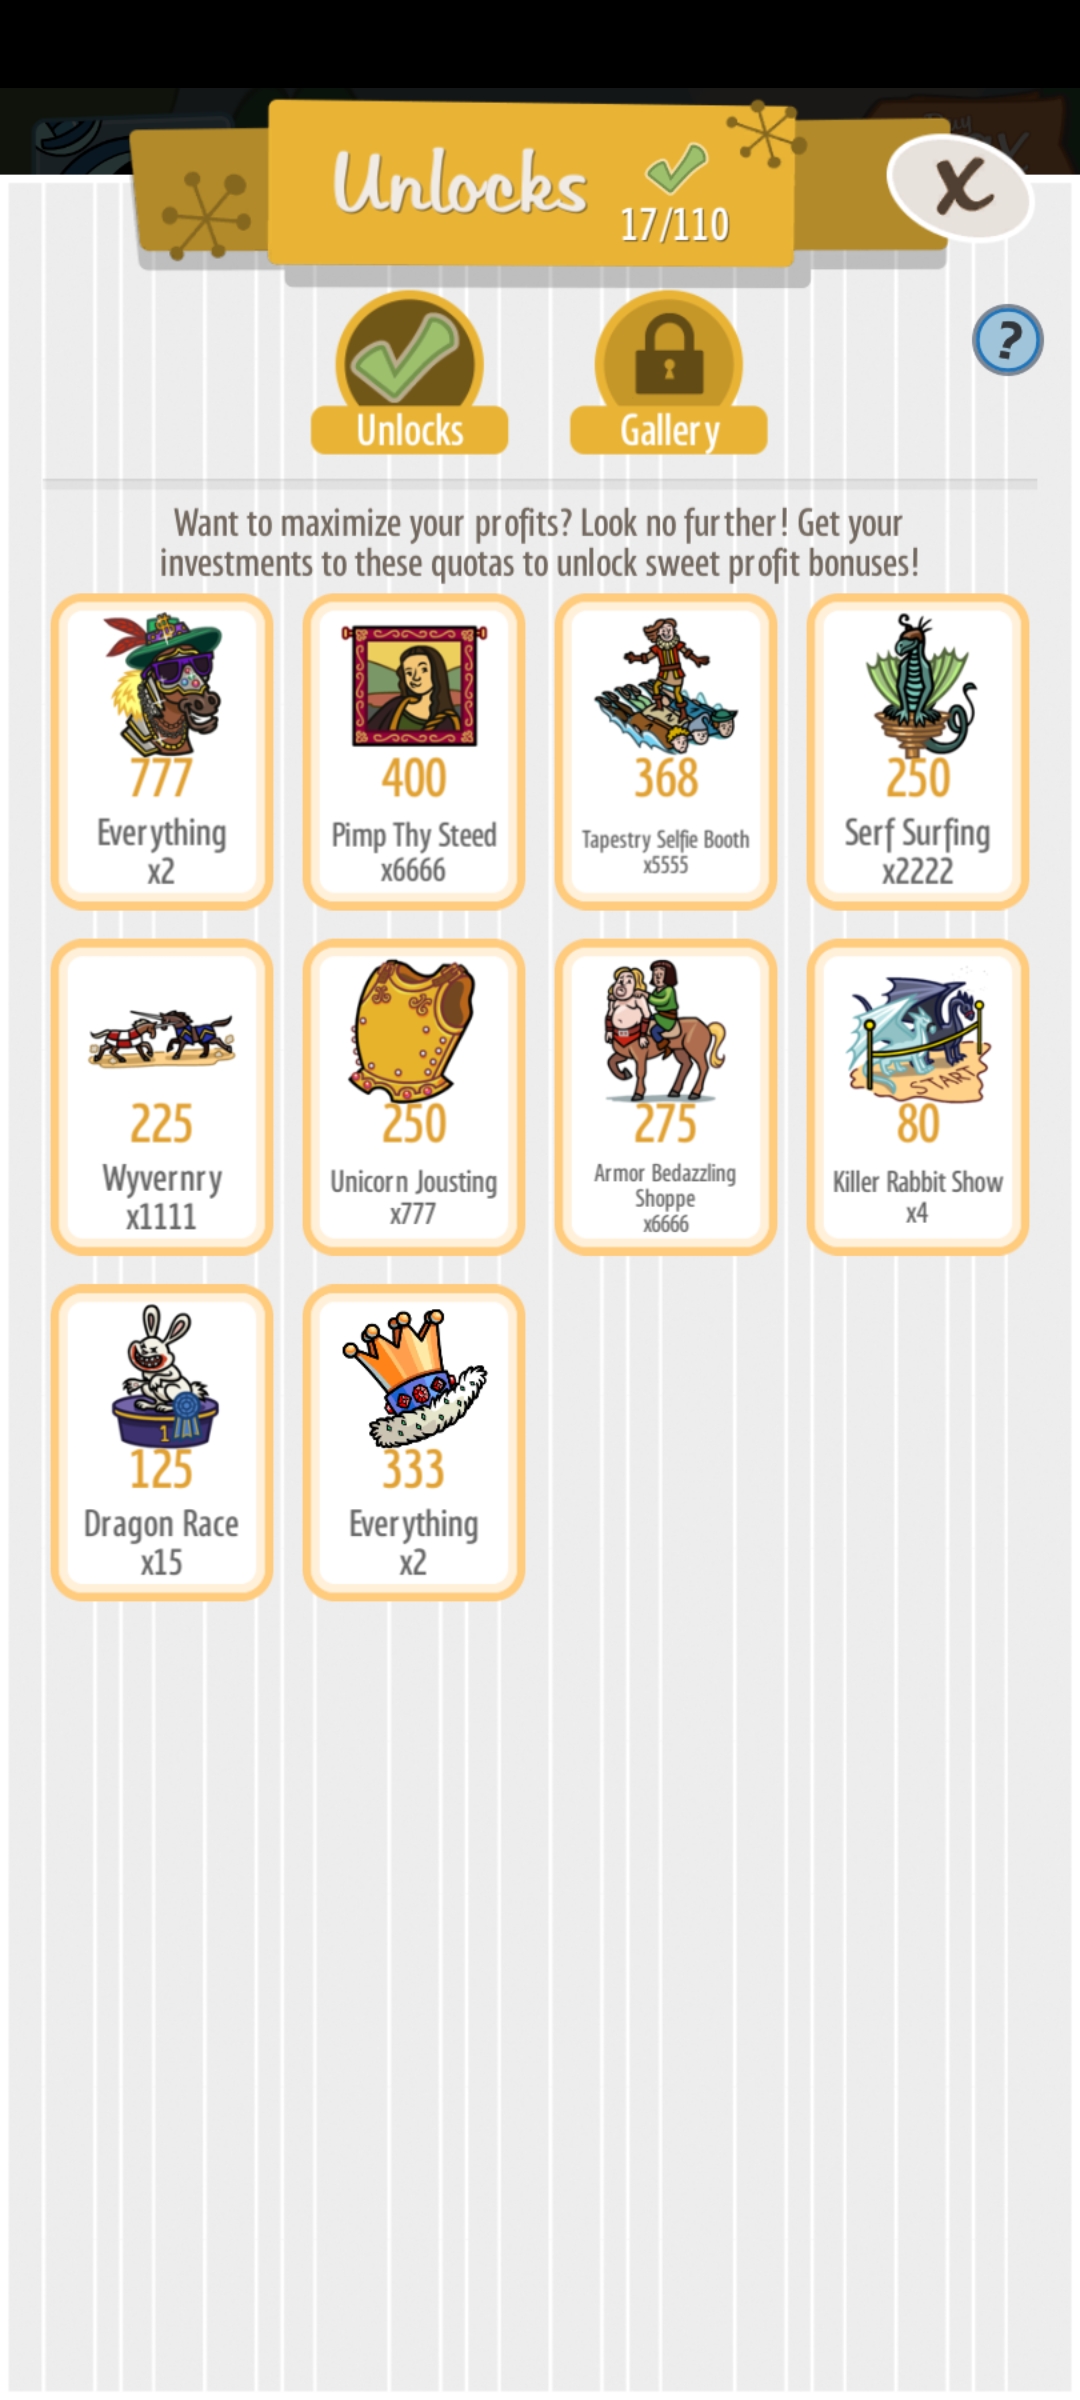 Unlocks
17/110
X
?
Unlocks
Gallery
Want to maximize your profits? Look no further! Get your
investments to these quotas to unlock sweet profit bonuses!
777
Everything
x2
400
Pimp Thy Steed
x6666
368
Tapestry Selfie Booth
x5555
250
Serf Surfing
x2222
225
Wyvernry
x1111
250
Unicorn Jousting
x777
275
Armor Bedazzling
Shoppe
x6666
START
80
Killer Rabbit Show
x4
1
125
Dragon Race
x15
333
Everything
x2